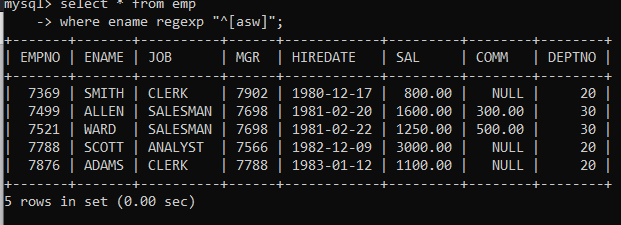 mysql> select * from emp
    -> where ename regexp "^[asw]";
+-------+-------+----------+------+------------+---------+--------+--------+
| EMPNO | ENAME | JOB      | MGR  | HIREDATE   | SAL     | COMM   | DEPTNO |
+-------+-------+----------+------+------------+---------+--------+--------+
|  7369 | SMITH | CLERK    | 7902 | 1980-12-17 |  800.00 |   NULL |     20 |
|  7499 | ALLEN | SALESMAN | 7698 | 1981-02-20 | 1600.00 | 300.00 |     30 |
|  7521 | WARD  | SALESMAN | 7698 | 1981-02-22 | 1250.00 | 500.00 |     30 |
|  7788 | SCOTT | ANALYST  | 7566 | 1982-12-09 | 3000.00 |   NULL |     20 |
|  7876 | ADAMS | CLERK    | 7788 | 1983-01-12 | 1100.00 |   NULL |     20 |
+-------+-------+----------+------+------------+---------+--------+--------+
5 rows in set (0.00 sec)